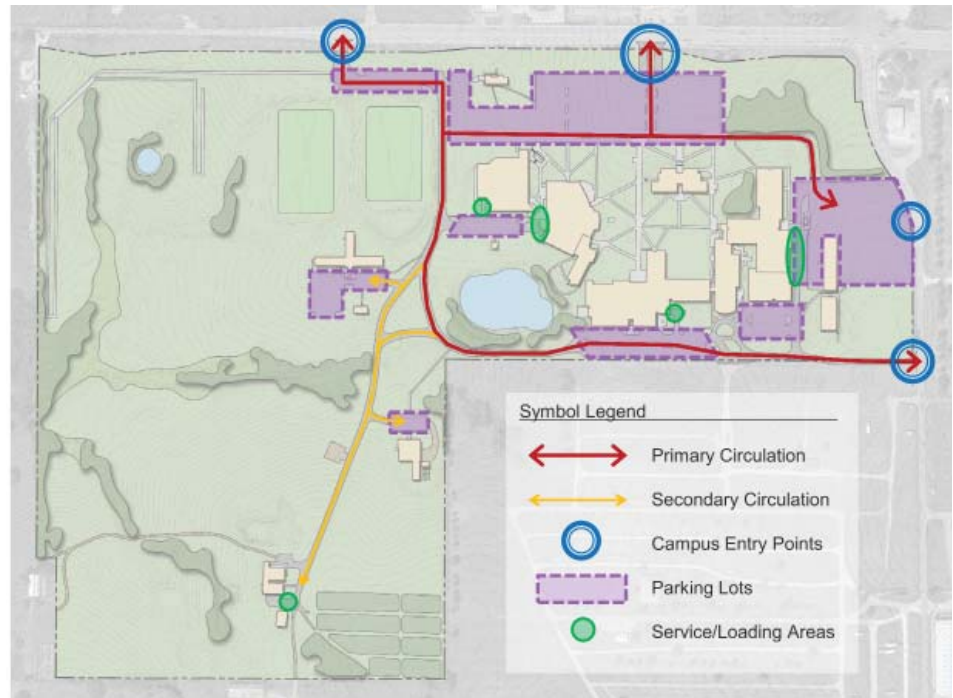 Symbol Legend
Primary Circulation
Secondary Circulation
Campus Entry Points
Parking Lots
Service/Loading Areas